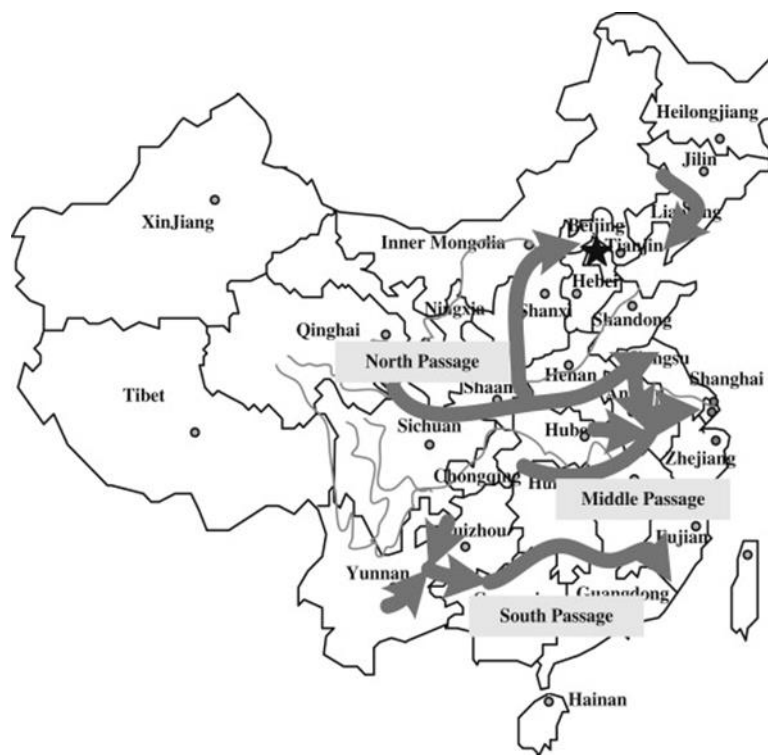 Heilongjiang
Jilin
XinJiang
Beijing
Inner Mongolia
Tianjin
Hebei
Ningxia
Shanxi
Shandong
Qinghai
North Passage
Henan
Shanghai
Tibet
Sichuan
Zhejiang
Chongqing
Middle Passage
Fujian
Yunnan
Guangdong
South Passage
Hainan